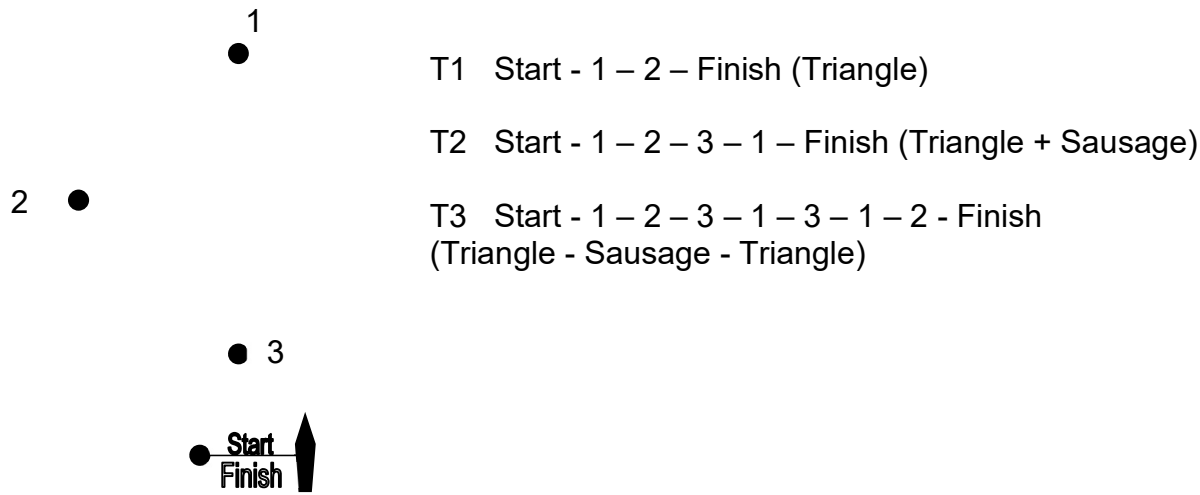 1
T1 Start - 1 – 2 – Finish (Triangle)
T2 Start - 1 – 2 – 3 – 1 – Finish (Triangle + Sausage)
2
T3 Start - 1 – 2 – 3 – 1 – 3 – 1 – 2 - Finish
(Triangle - Sausage - Triangle)
3
Start
Finish